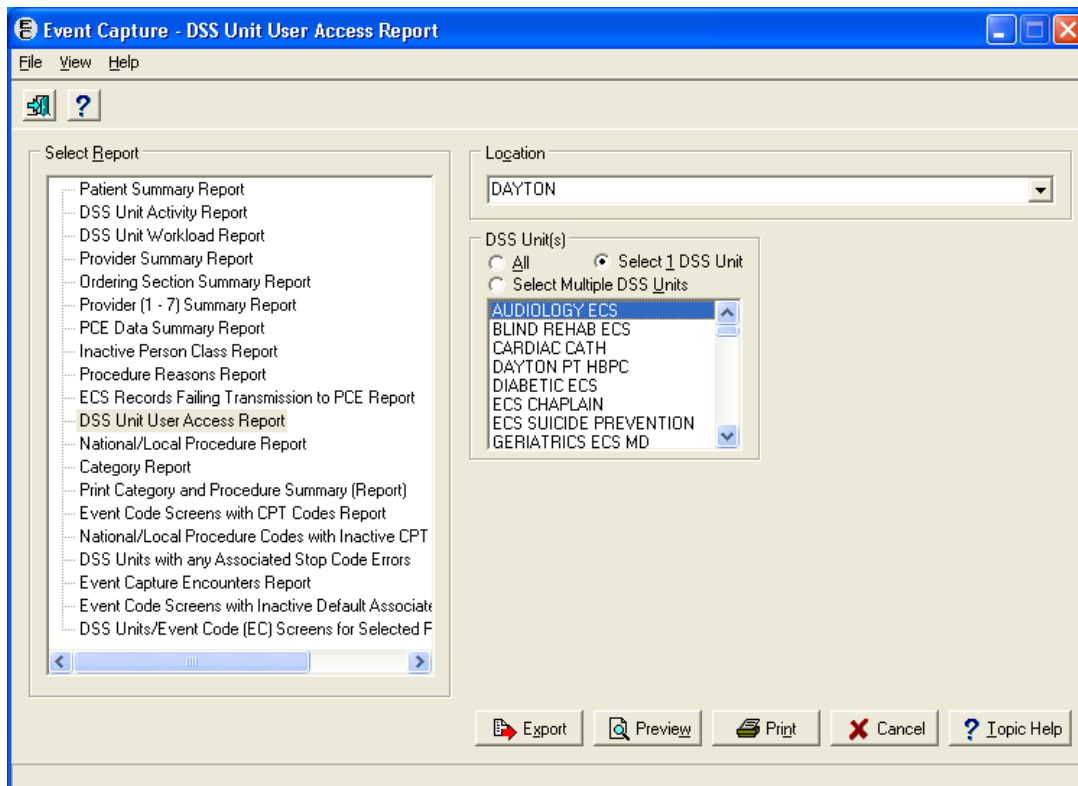 Event Capture - DSS Unit User Access Report
File View Help
?
Select Report
Patient Summary Report
DSS Unit Activity Report
DSS Unit Workload Report
Provider Summary Report
Ordering Section Summary Report
Provider (1 - 7) Summary Report
PCE Data Summary Report
Inactive Person Class Report
Procedure Reasons Report
ECS Records Failing Transmission to PCE Report
DSS Unit User Access Report
National/Local Procedure Report
Category Report
Print Category and Procedure Summary (Report)
Event Code Screens with CPT Codes Report
National/Local Procedure Codes with Inactive CPT
DSS Units with any Associated Stop Code Errors
Event Capture Encounters Report
Event Code Screens with Inactive Default Associate
DSS Units/Event Code (EC) Screens for Selected F
Location
DAYTON
DSS Unit(s)
All Select 1 DSS Unit
Select Multiple DSS Units
AUDIOLOGY ECS
BLIND REHAB ECS
CARDIAC CATH
DAYTON PT HBPC
DIABETIC ECS
ECS CHAPLAIN
ECS SUICIDE PREVENTION
GERIATRICS ECS MD
Export Preview Print Cancel ? Topic Help